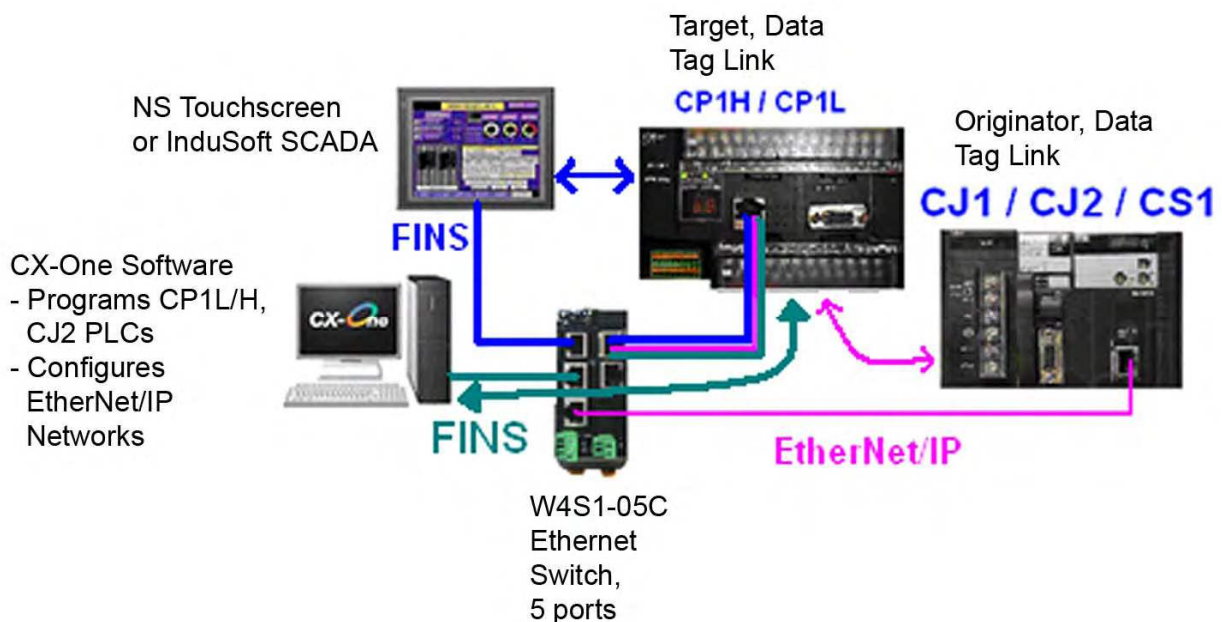 Target, Data
Tag Link
CP1H / CP1L
NS Touchscreen
or InduSoft SCADA
Originator, Data
Tag Link
CJ1 / CJ2 / CS1
FINS
CX-One Software
- Programs CP1L/H,
CJ2 PLCs
- Configures
EtherNet/IP
Networks
CX-One
FINS
EtherNet/IP
W4S1-05C
Ethernet
Switch,
5 ports